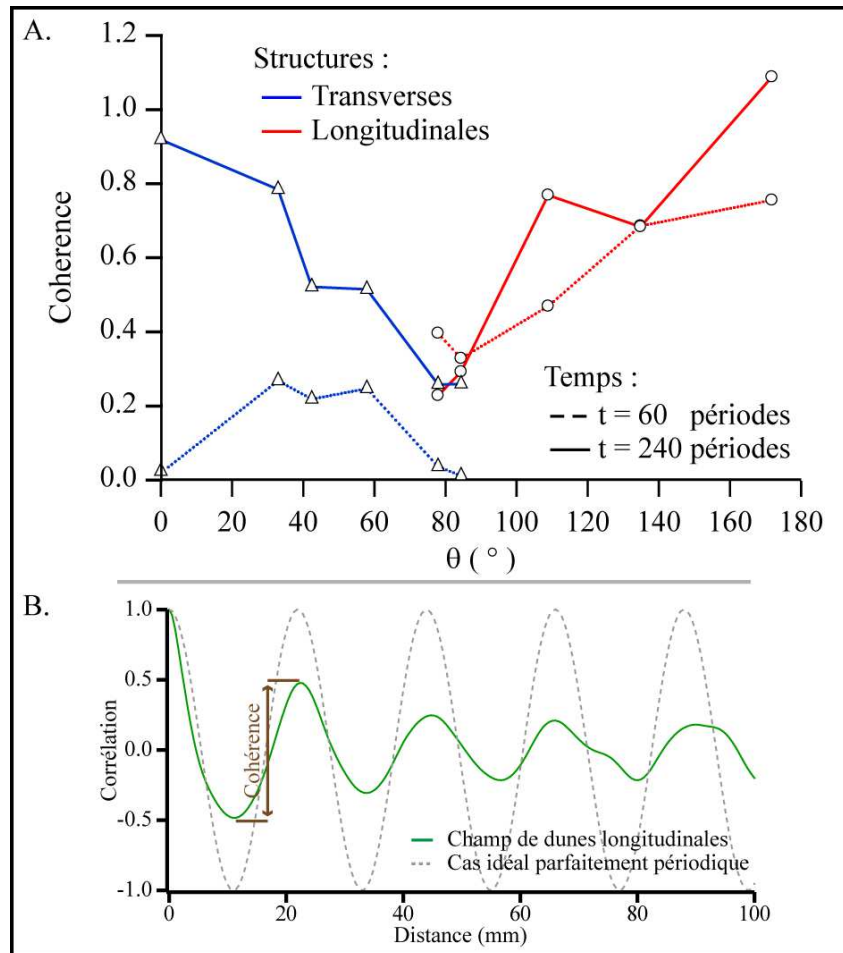 A.
1.2
1.0
0.8
0.6
0.4
0.2
0.0
Coherence
Structures :
Transverses
Longitudinales
Temps :
t = 60 périodes
t = 240 périodes
0 20 40 60 80 100 120 140 160 180
θ ( ° )
B.
1.0
0.5
0.0
-0.5
-1.0
Corrélation
Cohérence
Champ de dunes longitudinales
Cas idéal parfaitement périodique
0 20 40 60 80 100
Distance (mm)